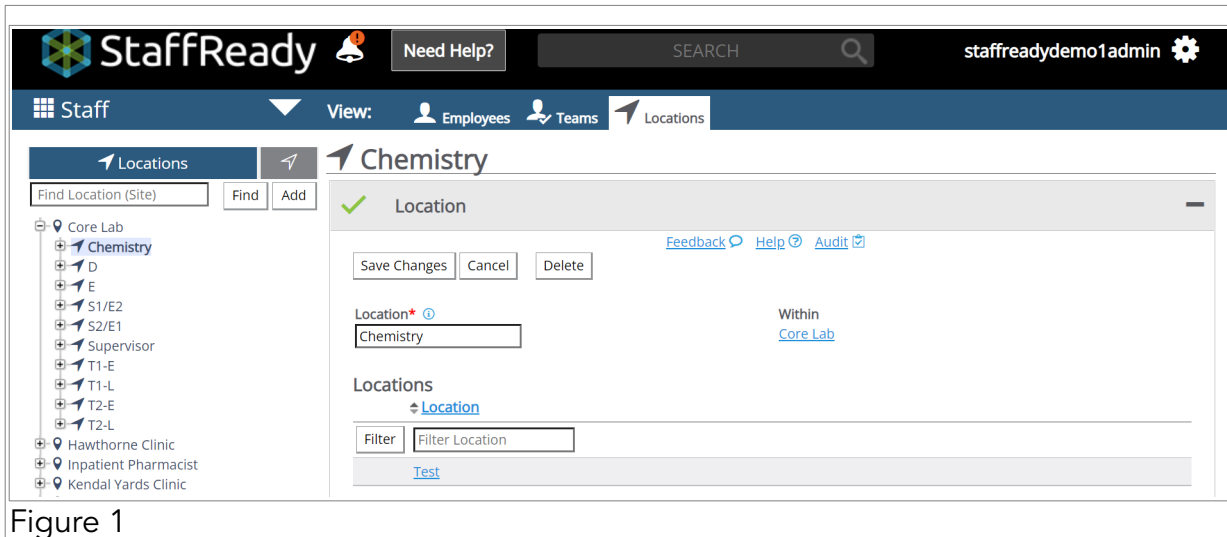 StaffReady
!
Need Help?
SEARCH
staffreadydemo1admin
Staff
View:
Employees
Teams
Locations
Locations
Find Location (Site)
Find
Add
Core Lab
Chemistry
D
E
S1/E2
S2/E1
Supervisor
T1-E
T1-L
T2-E
T2-L
Hawthorne Clinic
Inpatient Pharmacist
Kendal Yards Clinic
Chemistry
Location
Feedback Help Audit
Save Changes Cancel Delete
Location* Within
Chemistry Core Lab
Locations
Location
Filter Filter Location
Test
Figure 1